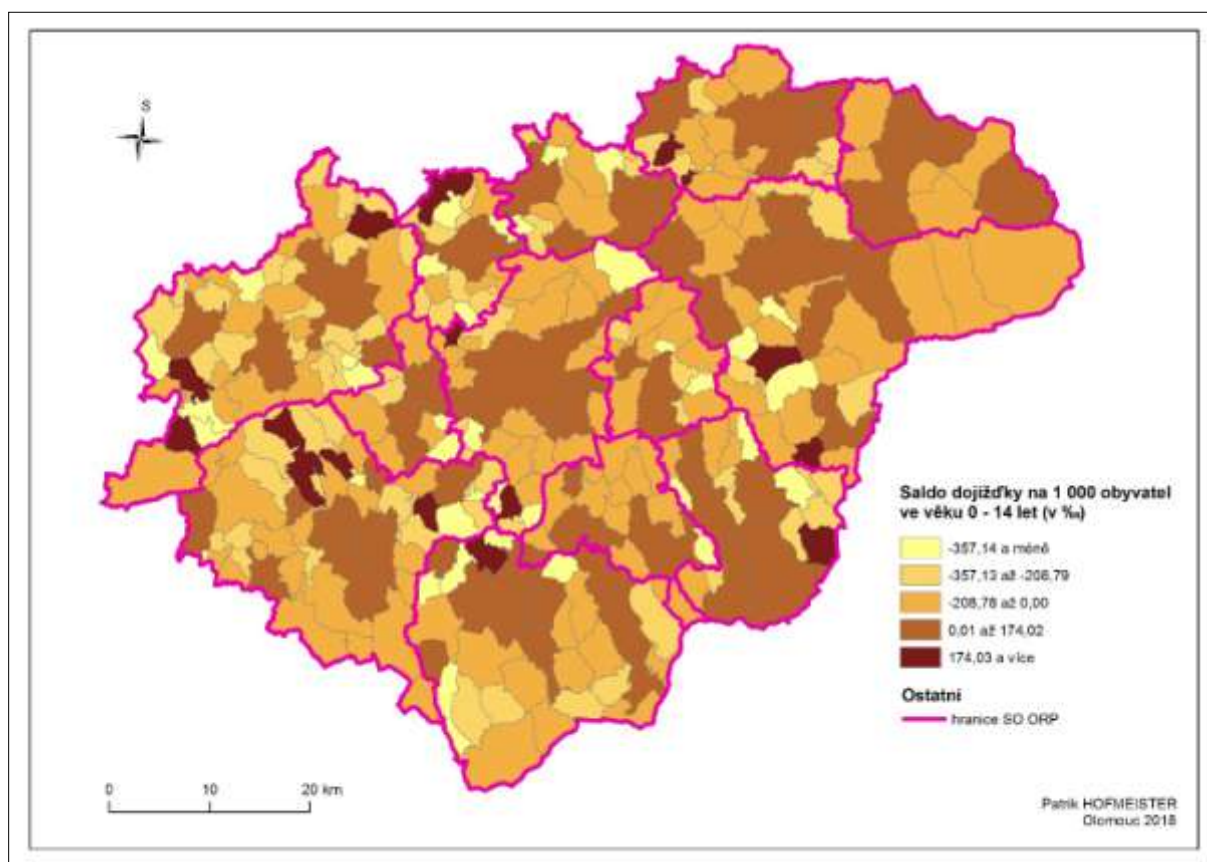 S
Saldo dojížďky na 1 000 obyvatel
ve věku 0 - 14 let (v ‰)
-357,14 a méně
-357,13 až -208,79
-208,78 až 0,00
0,01 až 174,02
174,03 a více
Ostatní
hranice SO ORP
0 10 20 km
Patrik HOFMEISTER
Olomouc 2018